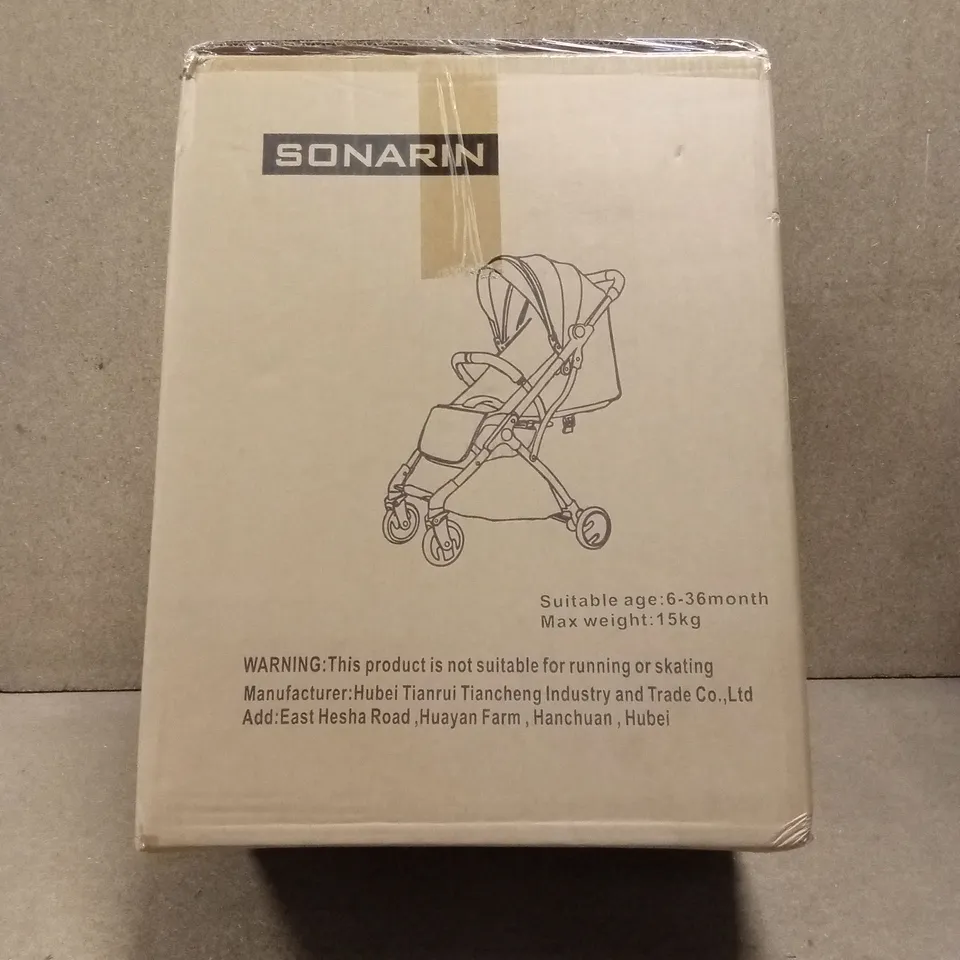 SONARIN
Suitable age:6-36month
Max weight:15kg
WARNING:This product is not suitable for running or skating
Manufacturer:Hubei Tianrui Tiancheng Industry and Trade Co.,Ltd
Add:East Hesha Road ,Huayan Farm , Hanchuan , Hubei